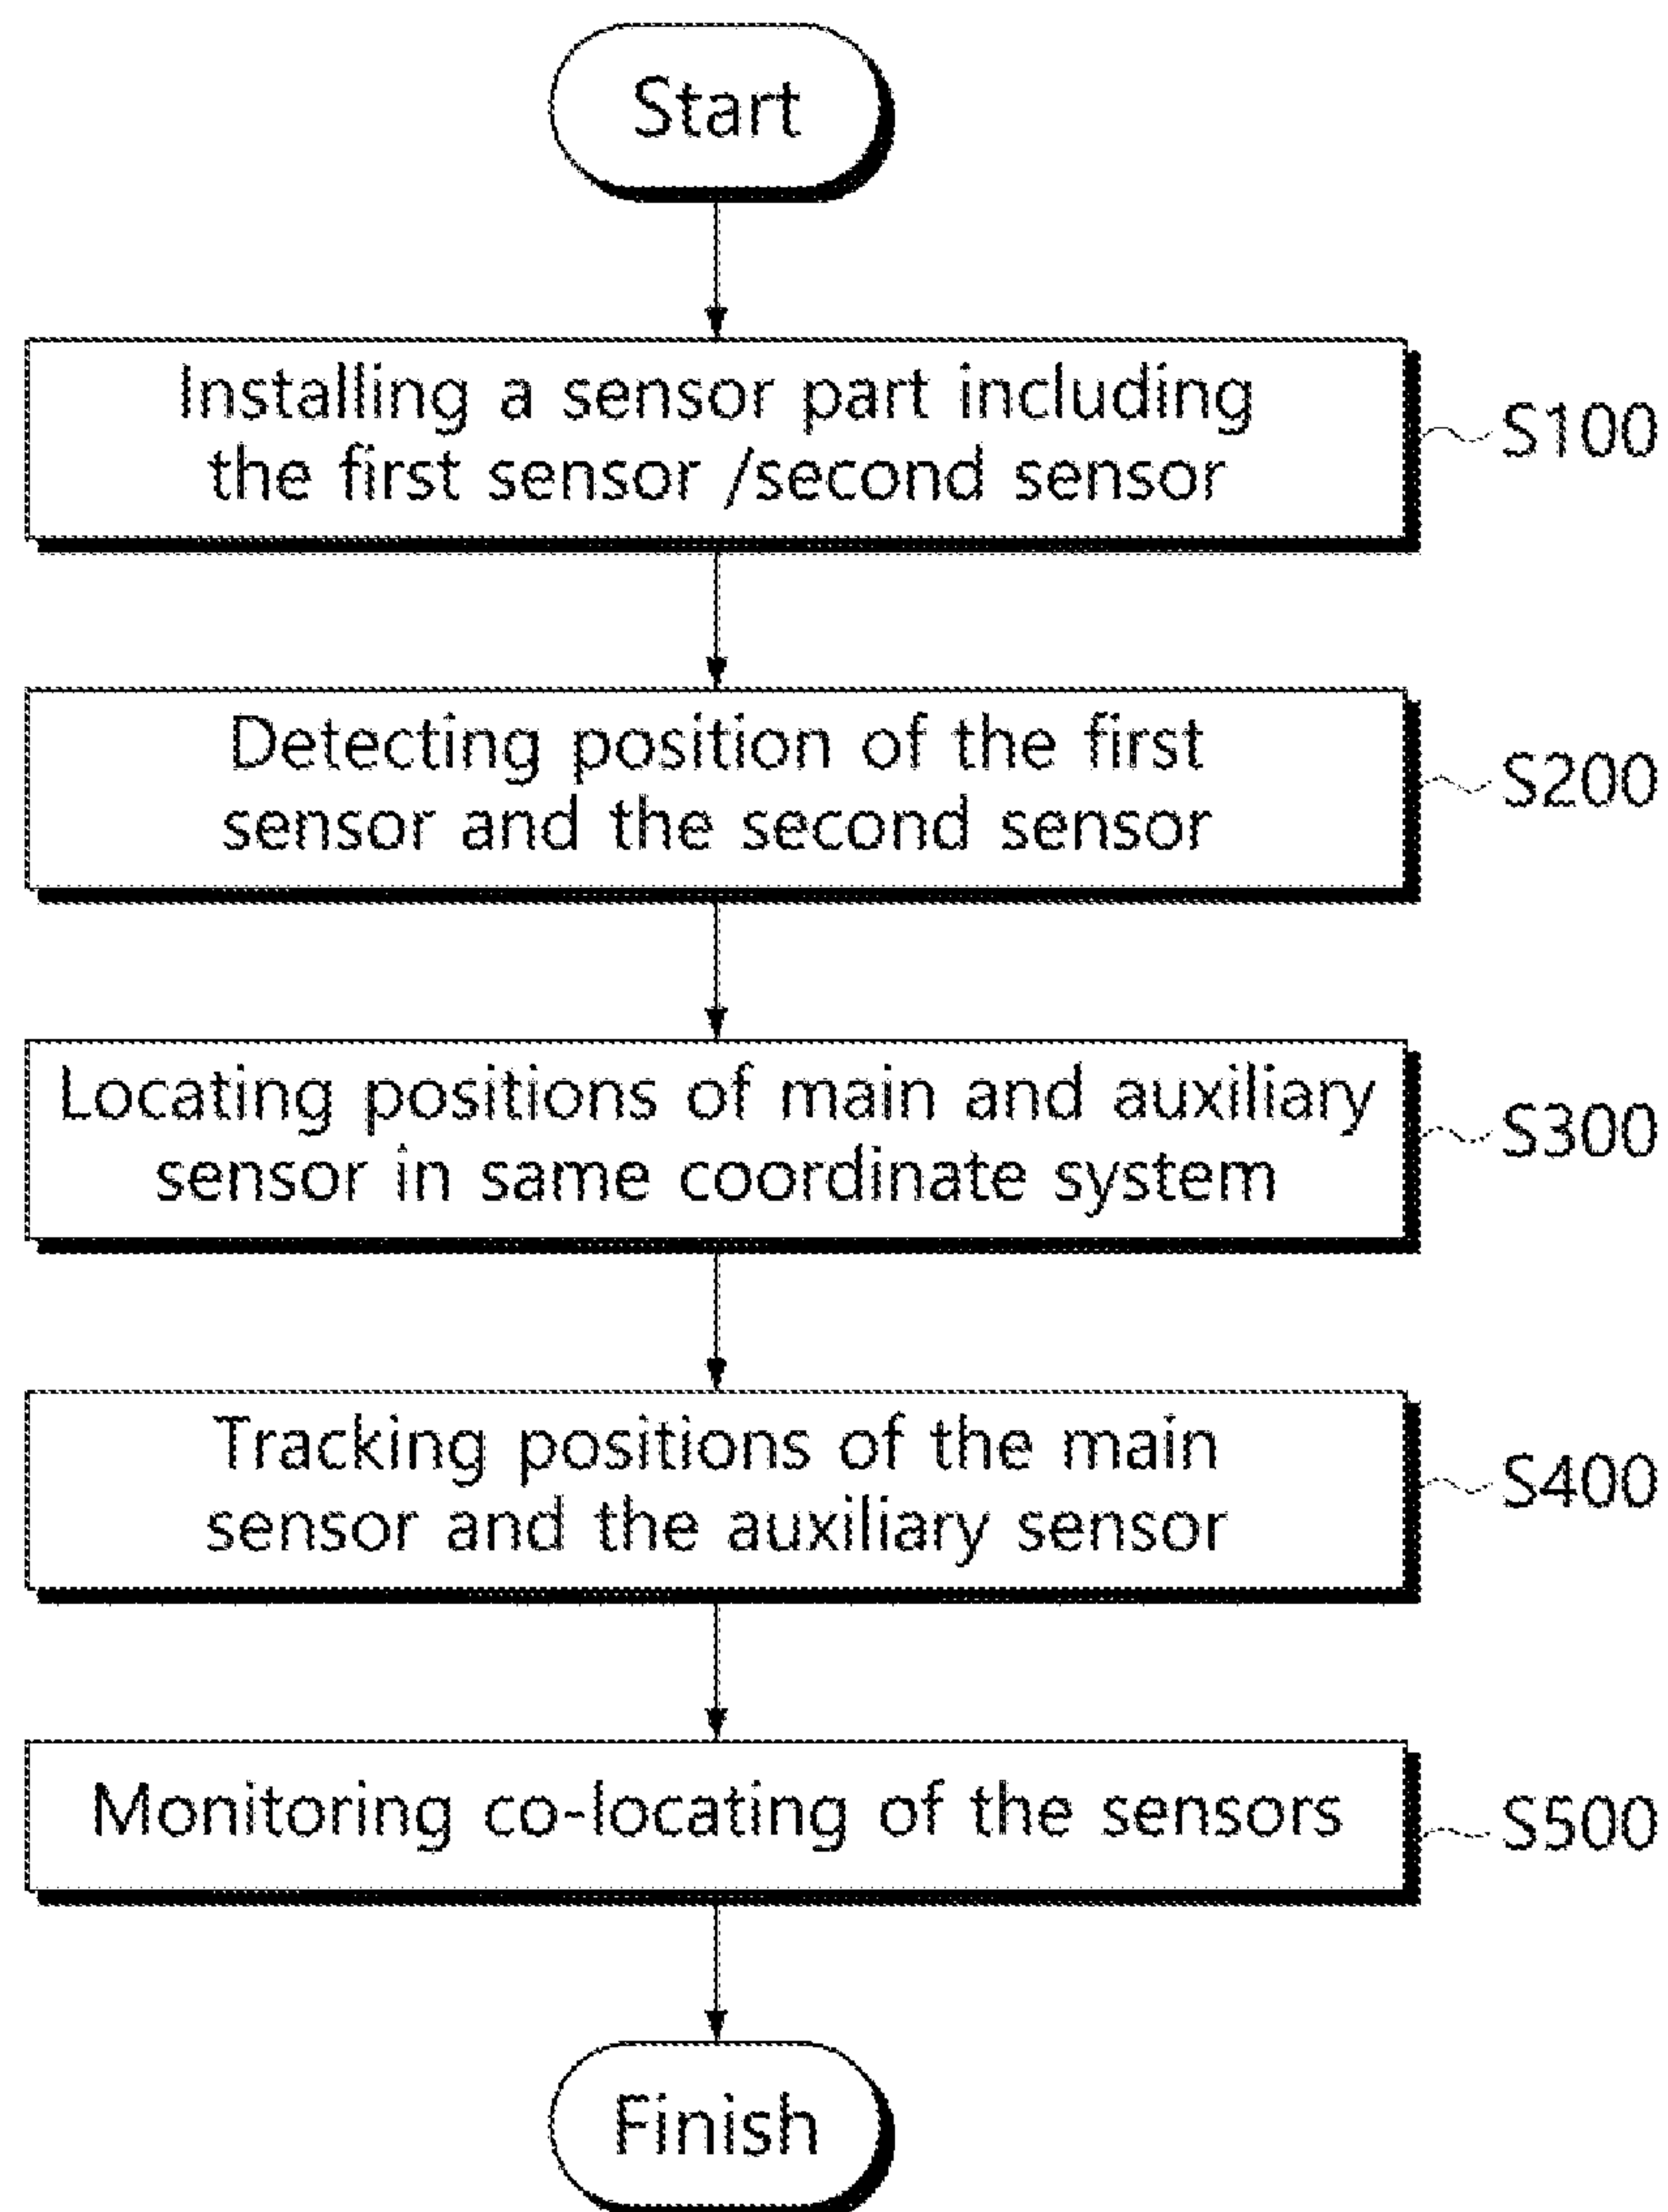 Start
Installing a sensor part including
the first sensor /second sensor
S100
Detecting position of the first
sensor and the second sensor
S200
Locating positions of main and auxiliary
sensor in same coordinate system
S300
Tracking positions of the main
sensor and the auxiliary sensor
S400
Monitoring co-locating of the sensors
S500
Finish